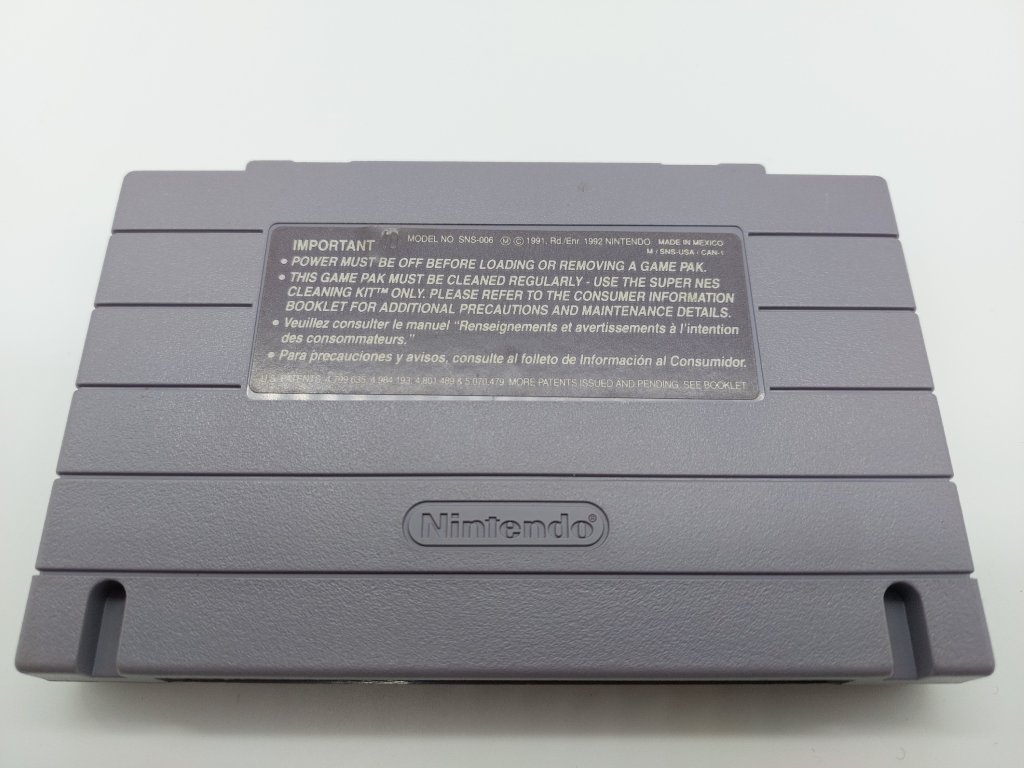 IMPORTANT MODEL NO. SNS-006 Ⓜ © 1991, Rd./Enr. 1992 NINTENDO MADE IN MEXICO
M / SNS-USA / CAN-1
• POWER MUST BE OFF BEFORE LOADING OR REMOVING A GAME PAK.
• THIS GAME PAK MUST BE CLEANED REGULARLY - USE THE SUPER NES
CLEANING KIT™ ONLY. PLEASE REFER TO THE CONSUMER INFORMATION
BOOKLET FOR ADDITIONAL PRECAUTIONS AND MAINTENANCE DETAILS.
• Veuillez consulter le manuel "Renseignements et avertissements à l'intention
des consommateurs."
• Para precauciones y avisos, consulte al folleto de Información al Consumidor.
U.S. PATENTS: 4,799,635, 4,984,193, 4,801,489 & 5,070,479 MORE PATENTS ISSUED AND PENDING. SEE BOOKLET
Nintendo®